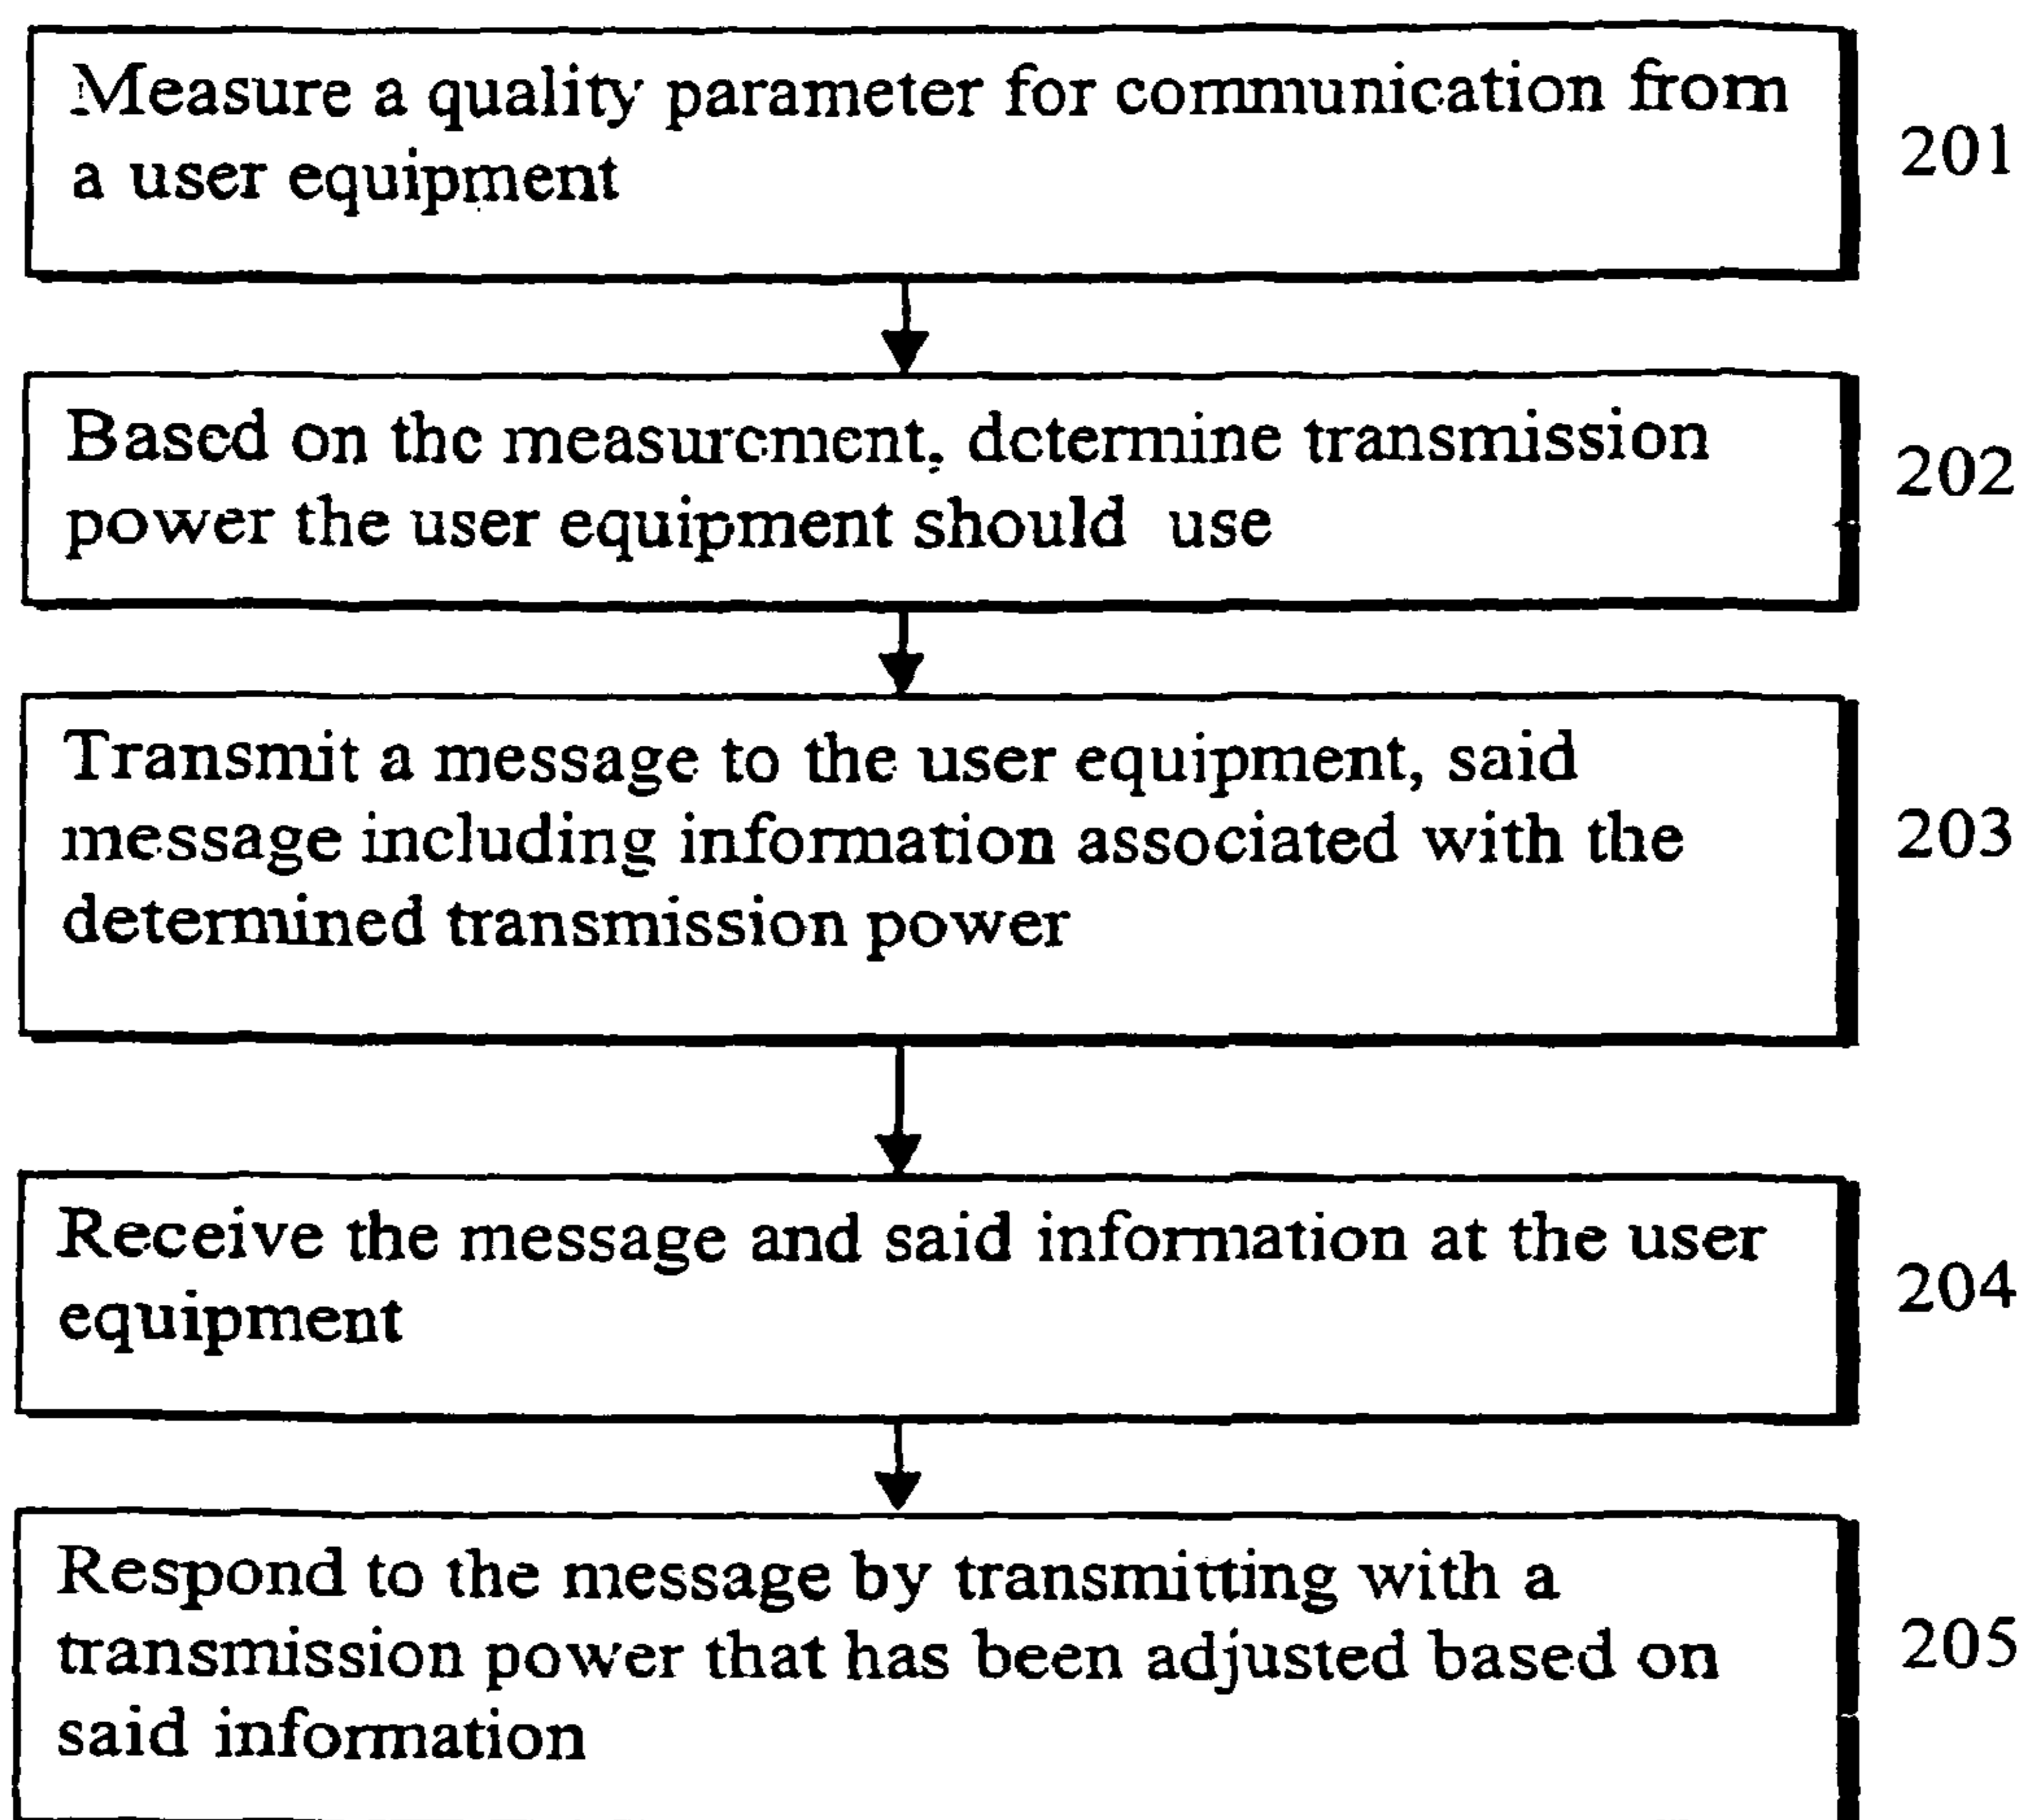 Measure a quality parameter for communication from
a user equipment
201
Based on the measurement, determine transmission
power the user equipment should use
202
Transmit a message to the user equipment, said
message including information associated with the
determined transmission power
203
Receive the message and said information at the user
equipment
204
Respond to the message by transmitting with a
transmission power that has been adjusted based on
said information
205